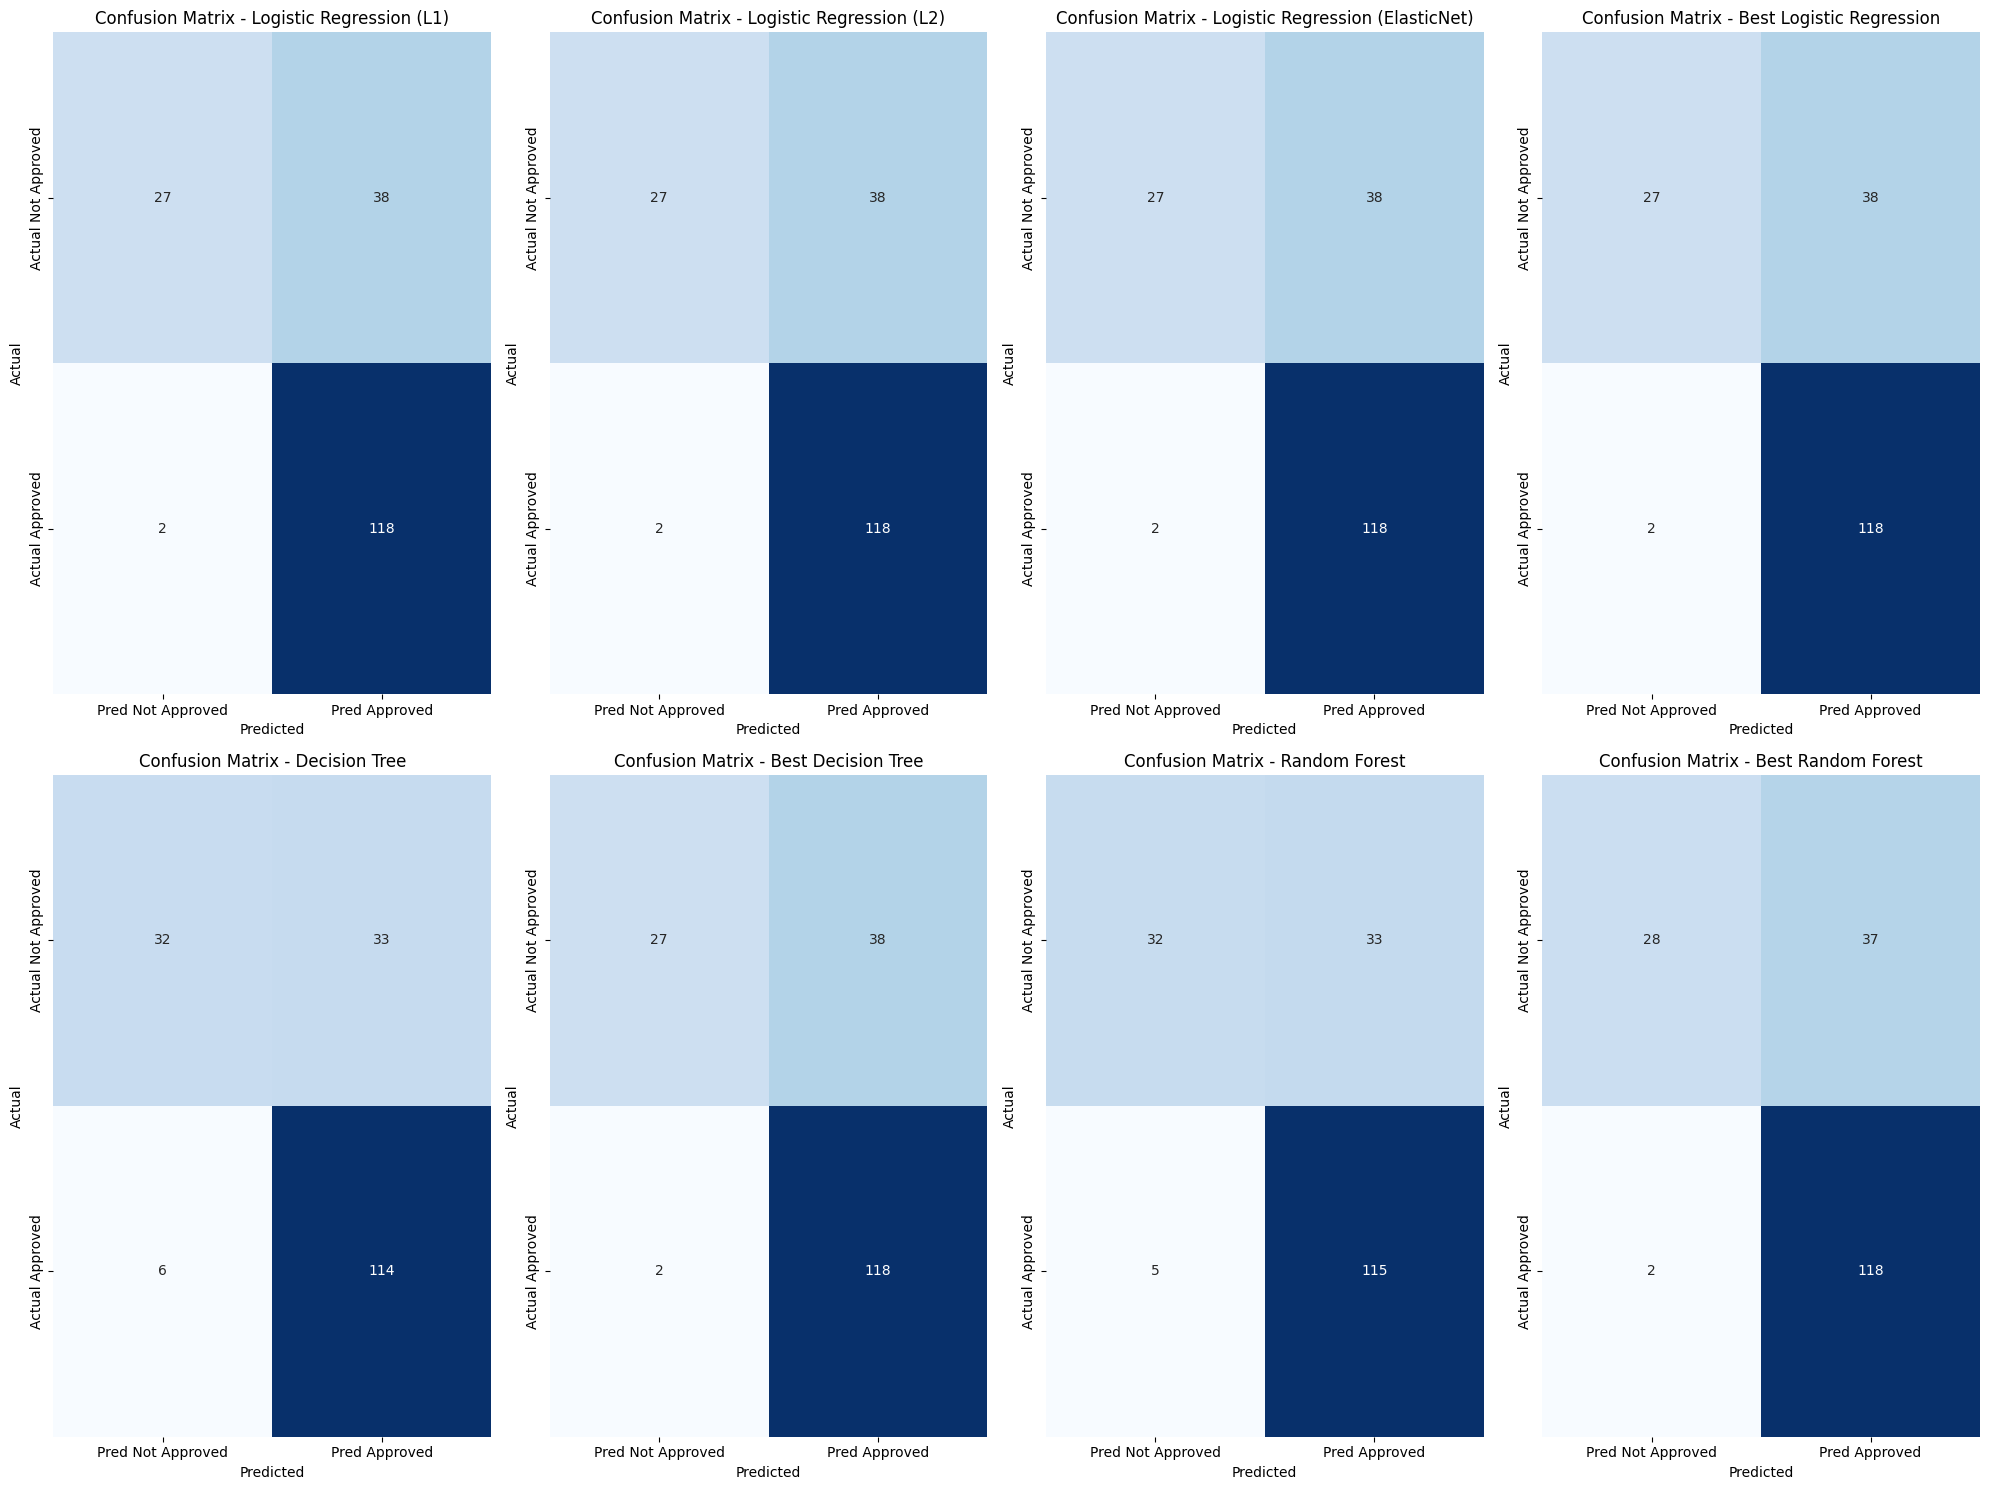 Confusion Matrix - Logistic Regression (L1)
Actual
Actual Not Approved
Actual Approved
27
38
2
118
Pred Not Approved
Pred Approved
Predicted
Confusion Matrix - Logistic Regression (L2)
Actual
Actual Not Approved
Actual Approved
27
38
2
118
Pred Not Approved
Pred Approved
Predicted
Confusion Matrix - Logistic Regression (ElasticNet)
Actual
Actual Not Approved
Actual Approved
27
38
2
118
Pred Not Approved
Pred Approved
Predicted
Confusion Matrix - Best Logistic Regression
Actual
Actual Not Approved
Actual Approved
27
38
2
118
Pred Not Approved
Pred Approved
Predicted
Confusion Matrix - Decision Tree
Actual
Actual Not Approved
Actual Approved
32
33
6
114
Pred Not Approved
Pred Approved
Predicted
Confusion Matrix - Best Decision Tree
Actual
Actual Not Approved
Actual Approved
27
38
2
118
Pred Not Approved
Pred Approved
Predicted
Confusion Matrix - Random Forest
Actual
Actual Not Approved
Actual Approved
32
33
5
115
Pred Not Approved
Pred Approved
Predicted
Confusion Matrix - Best Random Forest
Actual
Actual Not Approved
Actual Approved
28
37
2
118
Pred Not Approved
Pred Approved
Predicted